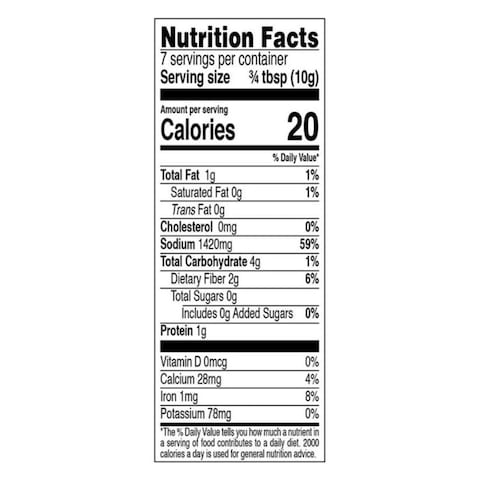 Nutrition Facts
7 servings per container
Serving size ¾ tbsp (10g)
Amount per serving
Calories 20
% Daily Value*
Total Fat 1g 1%
Saturated Fat 0g 1%
Trans Fat 0g
Cholesterol 0mg 0%
Sodium 1420mg 59%
Total Carbohydrate 4g 1%
Dietary Fiber 2g 6%
Total Sugars 0g
Includes 0g Added Sugars 0%
Protein 1g
Vitamin D 0mcg 0%
Calcium 28mg 4%
Iron 1mg 8%
Potassium 78mg 0%
*The % Daily Value tells you how much a nutrient in
a serving of food contributes to a daily diet. 2000
calories a day is used for general nutrition advice.